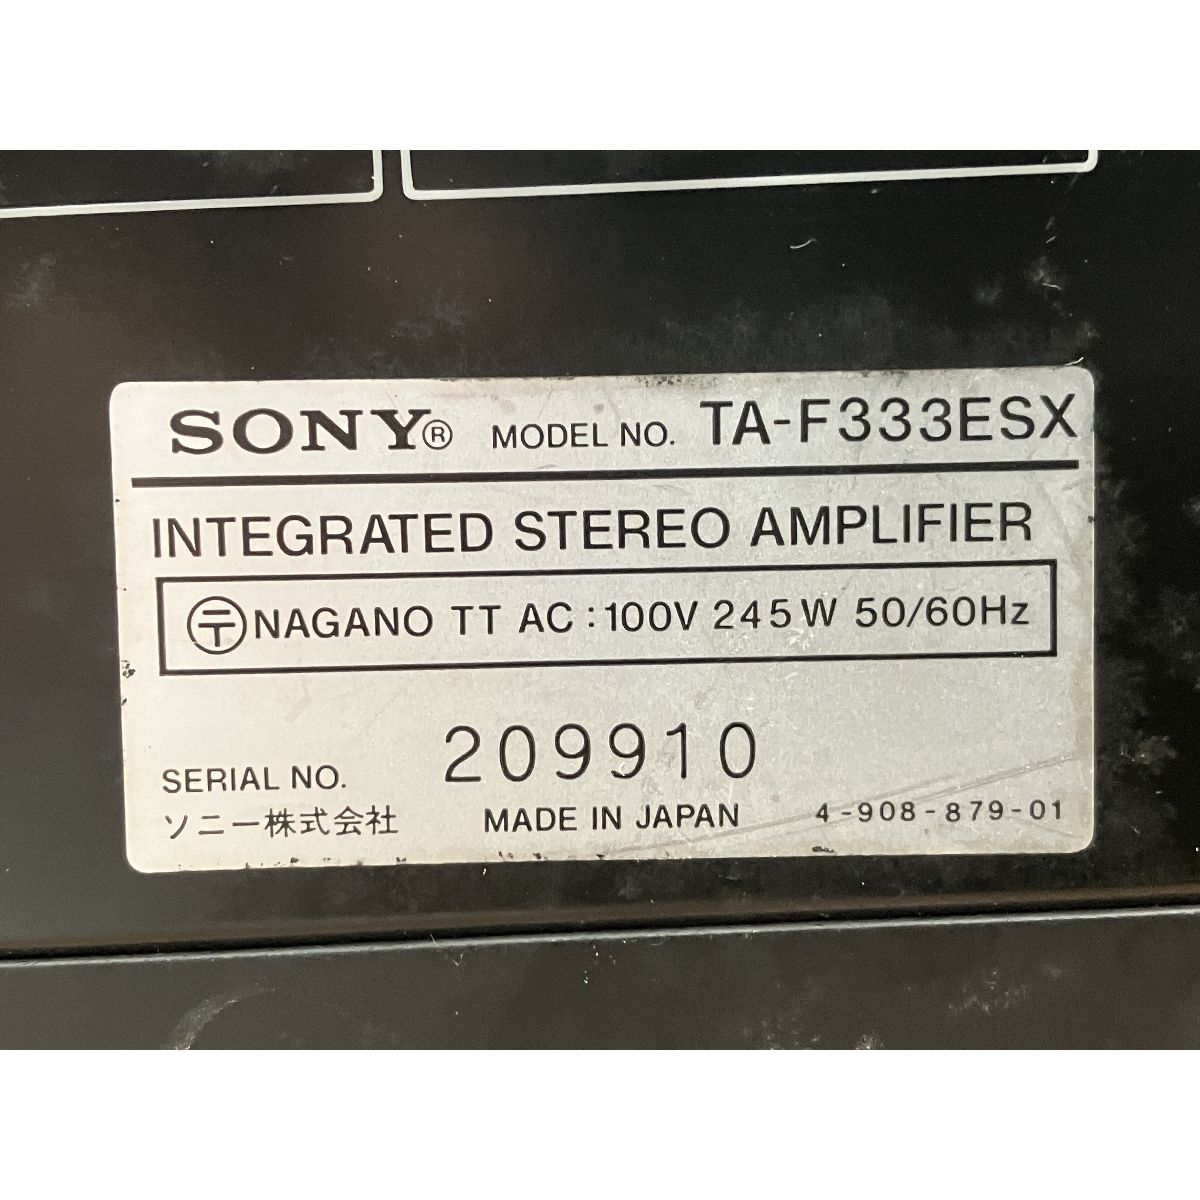 SONY® MODEL NO. TA-F333ESX
INTEGRATED STEREO AMPLIFIER
〶NAGANO TT AC : 100V 245W 50/60Hz
SERIAL NO. 209910
ソニー株式会社 MADE IN JAPAN 4-908-879-01